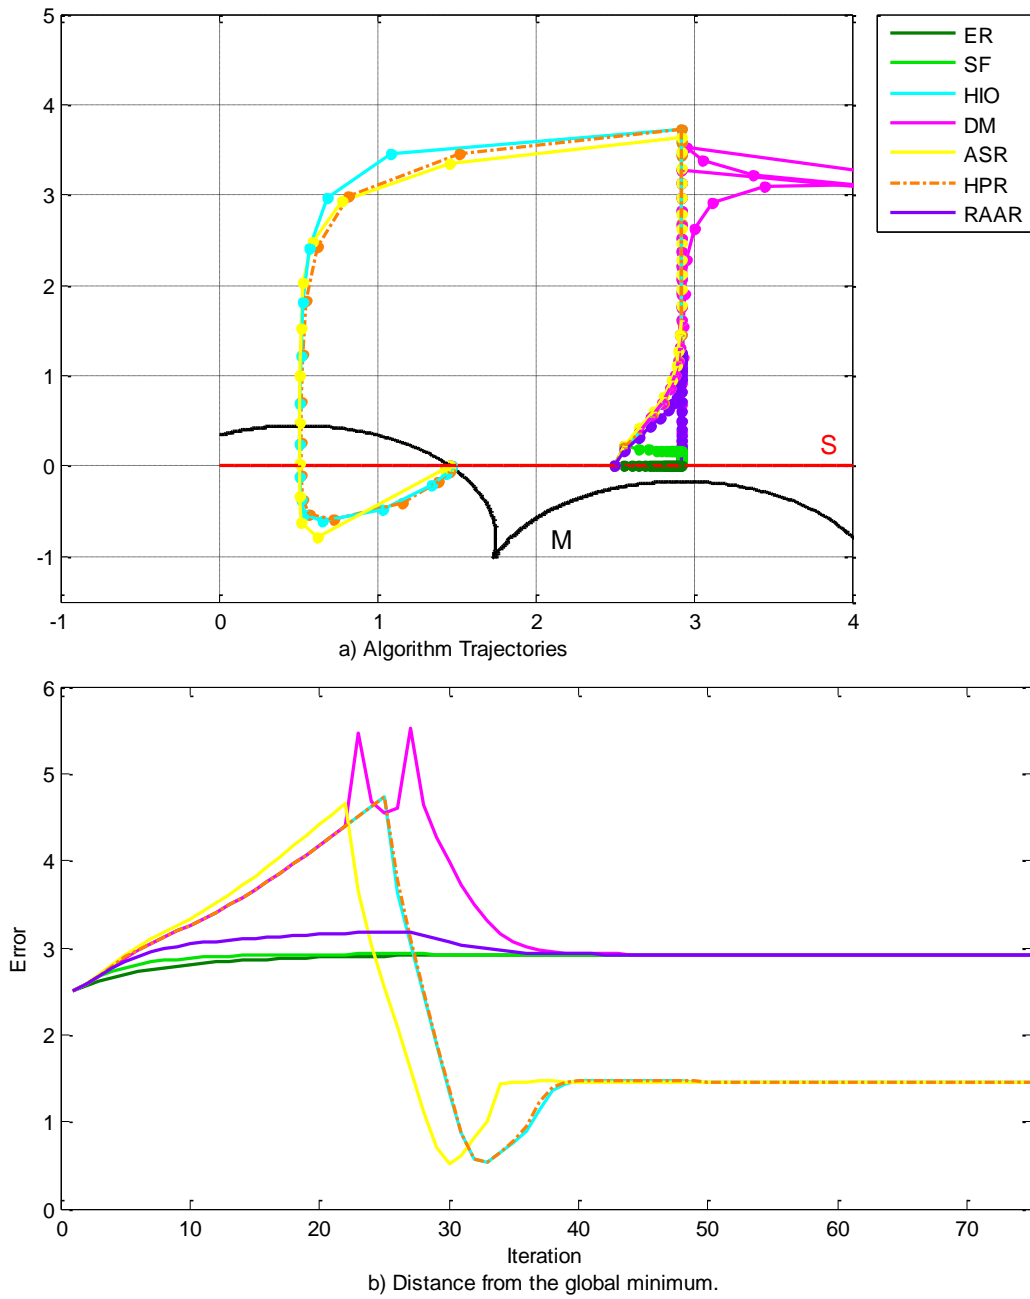 5
4
3
2
1
0
-1
-1
0
1
2
3
4
S
M
ER
SF
HIO
DM
ASR
HPR
RAAR
a) Algorithm Trajectories
6
5
4
3
2
1
0
Error
0
10
20
30
40
50
60
70
Iteration
b) Distance from the global minimum.